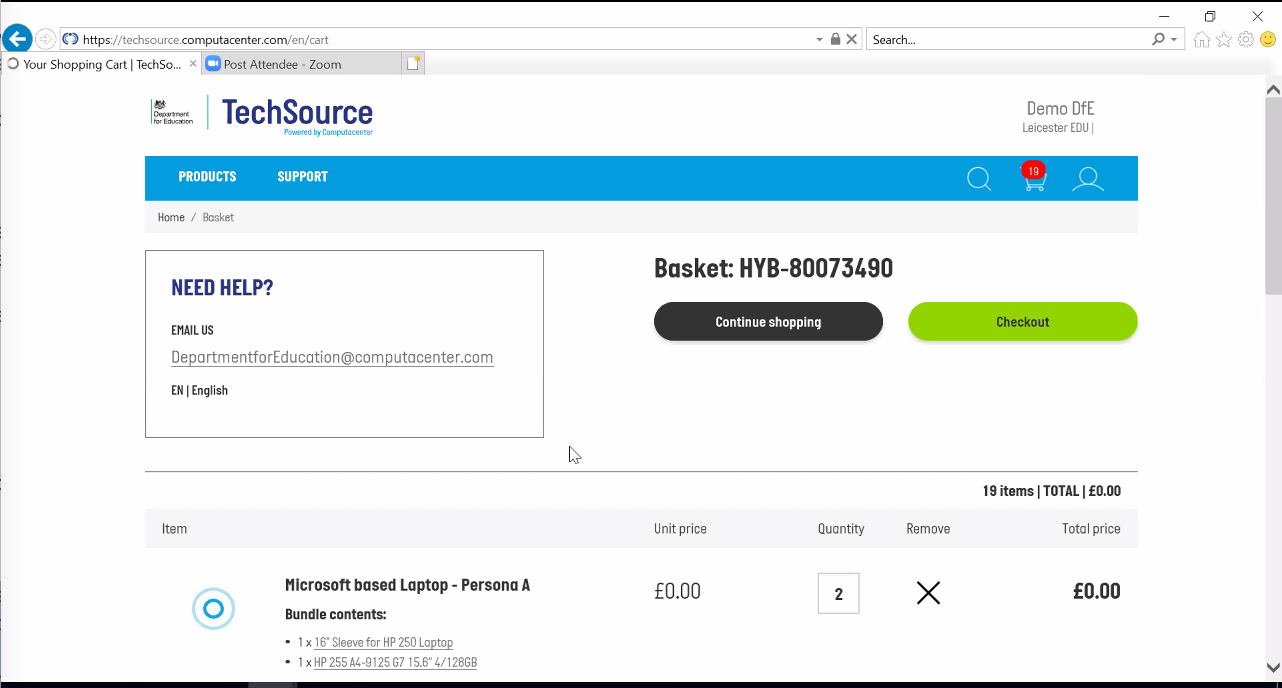 https://techsource.computacenter.com/en/cart
Search...
Your Shopping Cart | TechSo...
Post Attendee - Zoom
Department
for Education
TechSource
Powered by Computacenter
Demo DfE
Leicester EDU |
PRODUCTS
SUPPORT
19
Home / Basket
NEED HELP?
EMAIL US
DepartmentforEducation@computacenter.com
EN | English
Basket: HYB-80073490
Continue shopping
Checkout
19 items | TOTAL | £0.00
Item
Unit price
Quantity
Remove
Total price
Microsoft based Laptop - Persona A
£0.00
2
£0.00
Bundle contents:
• 1 x 16" Sleeve for HP 250 Laptop
• 1 x HP 255 A4-9125 G7 15.6" 4/128GB